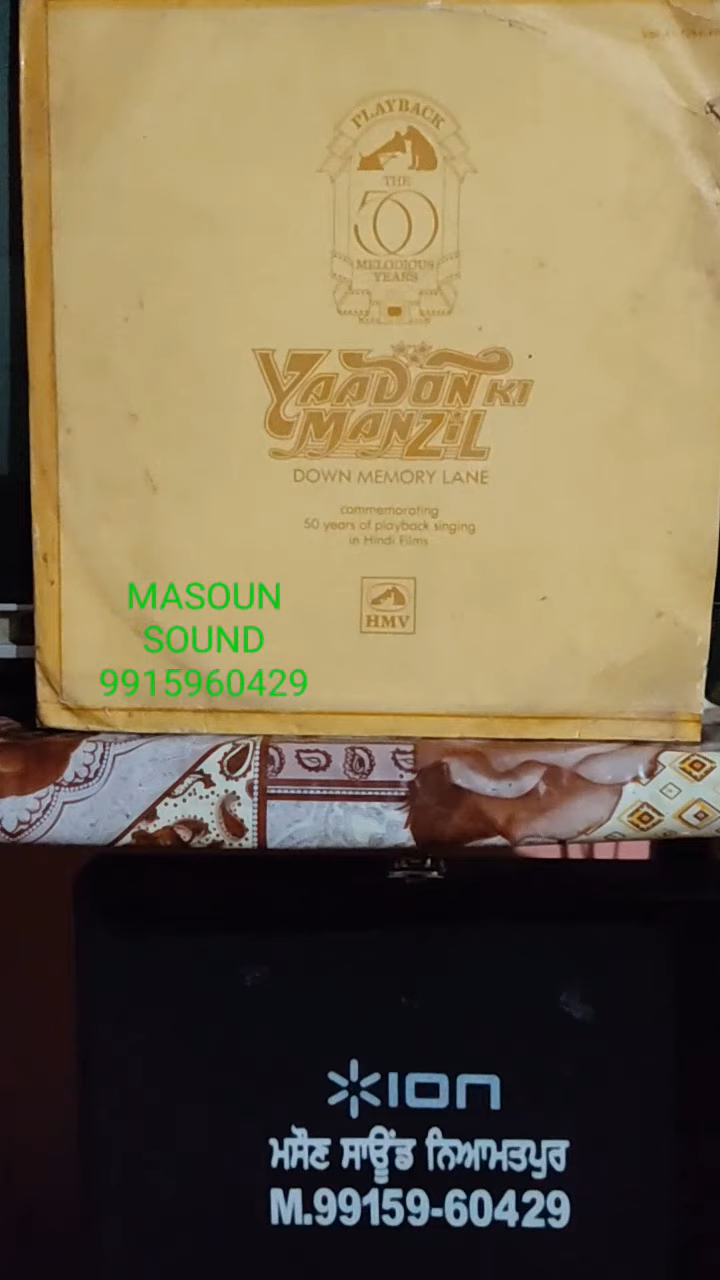 PLAYBACK
THE
50
MELODIOUS
YEARS
YAADON KI
MANZIL
DOWN MEMORY LANE
commemorating
50 years of playback singing
in Hindi Films
HMV
MASOUN
SOUND
9915960429
ion
ਮਸੌਣ ਸਾਊਂਡ ਨਿਆਮਤਪੁਰ
M.99159-60429